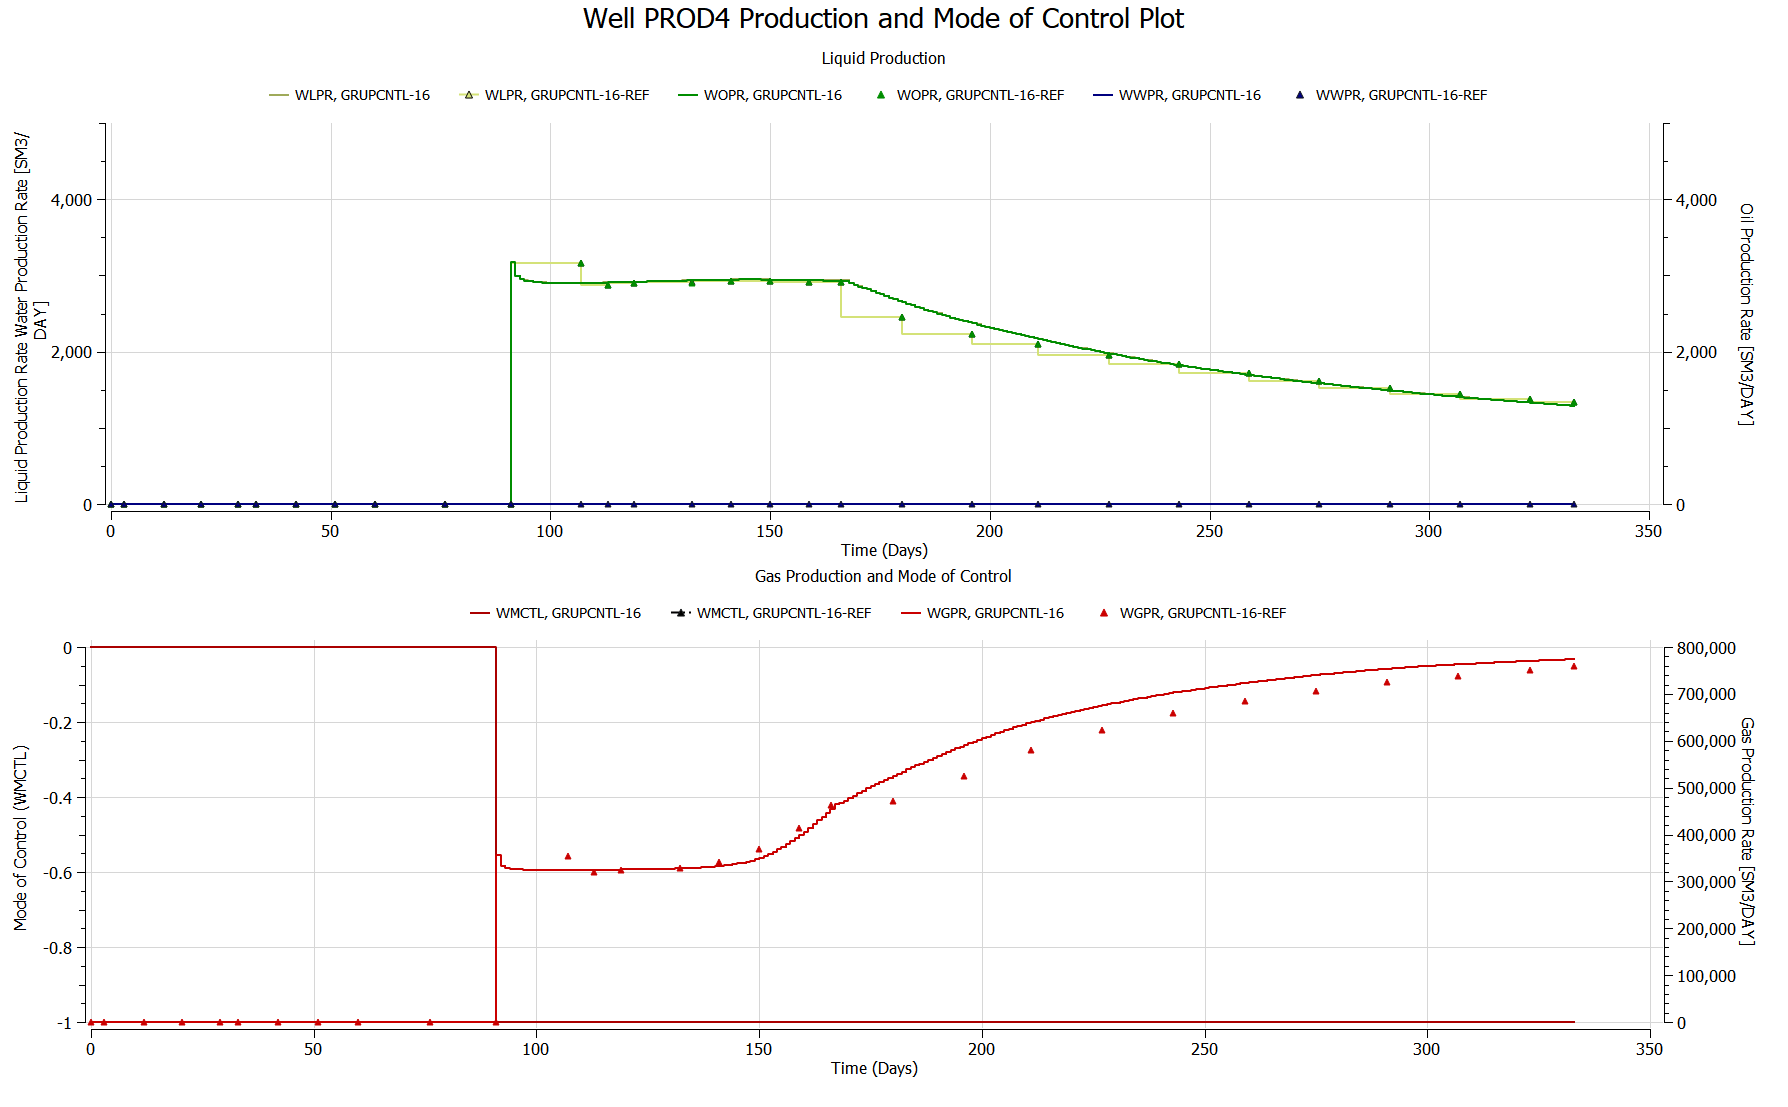 Well PROD4 Production and Mode of Control Plot
Liquid Production
WLPR, GRUPCNTL-16 WLPR, GRUPCNTL-16-REF WOPR, GRUPCNTL-16 WOPR, GRUPCNTL-16-REF WWPR, GRUPCNTL-16 WWPR, GRUPCNTL-16-REF
Liquid Production Rate Water Production Rate [SM3/
DAY]
4,000
2,000
0
4,000
2,000
0
Oil Production Rate [SM3/DAY]
0 50 100 150 200 250 300 350
Time (Days)
Gas Production and Mode of Control
WMCTL, GRUPCNTL-16 WMCTL, GRUPCNTL-16-REF WGPR, GRUPCNTL-16 WGPR, GRUPCNTL-16-REF
Mode of Control (WMCTL)
0
-0.2
-0.4
-0.6
-0.8
-1
800,000
700,000
600,000
500,000
400,000
300,000
200,000
100,000
0
Gas Production Rate [SM3/DAY]
0 50 100 150 200 250 300 350
Time (Days)